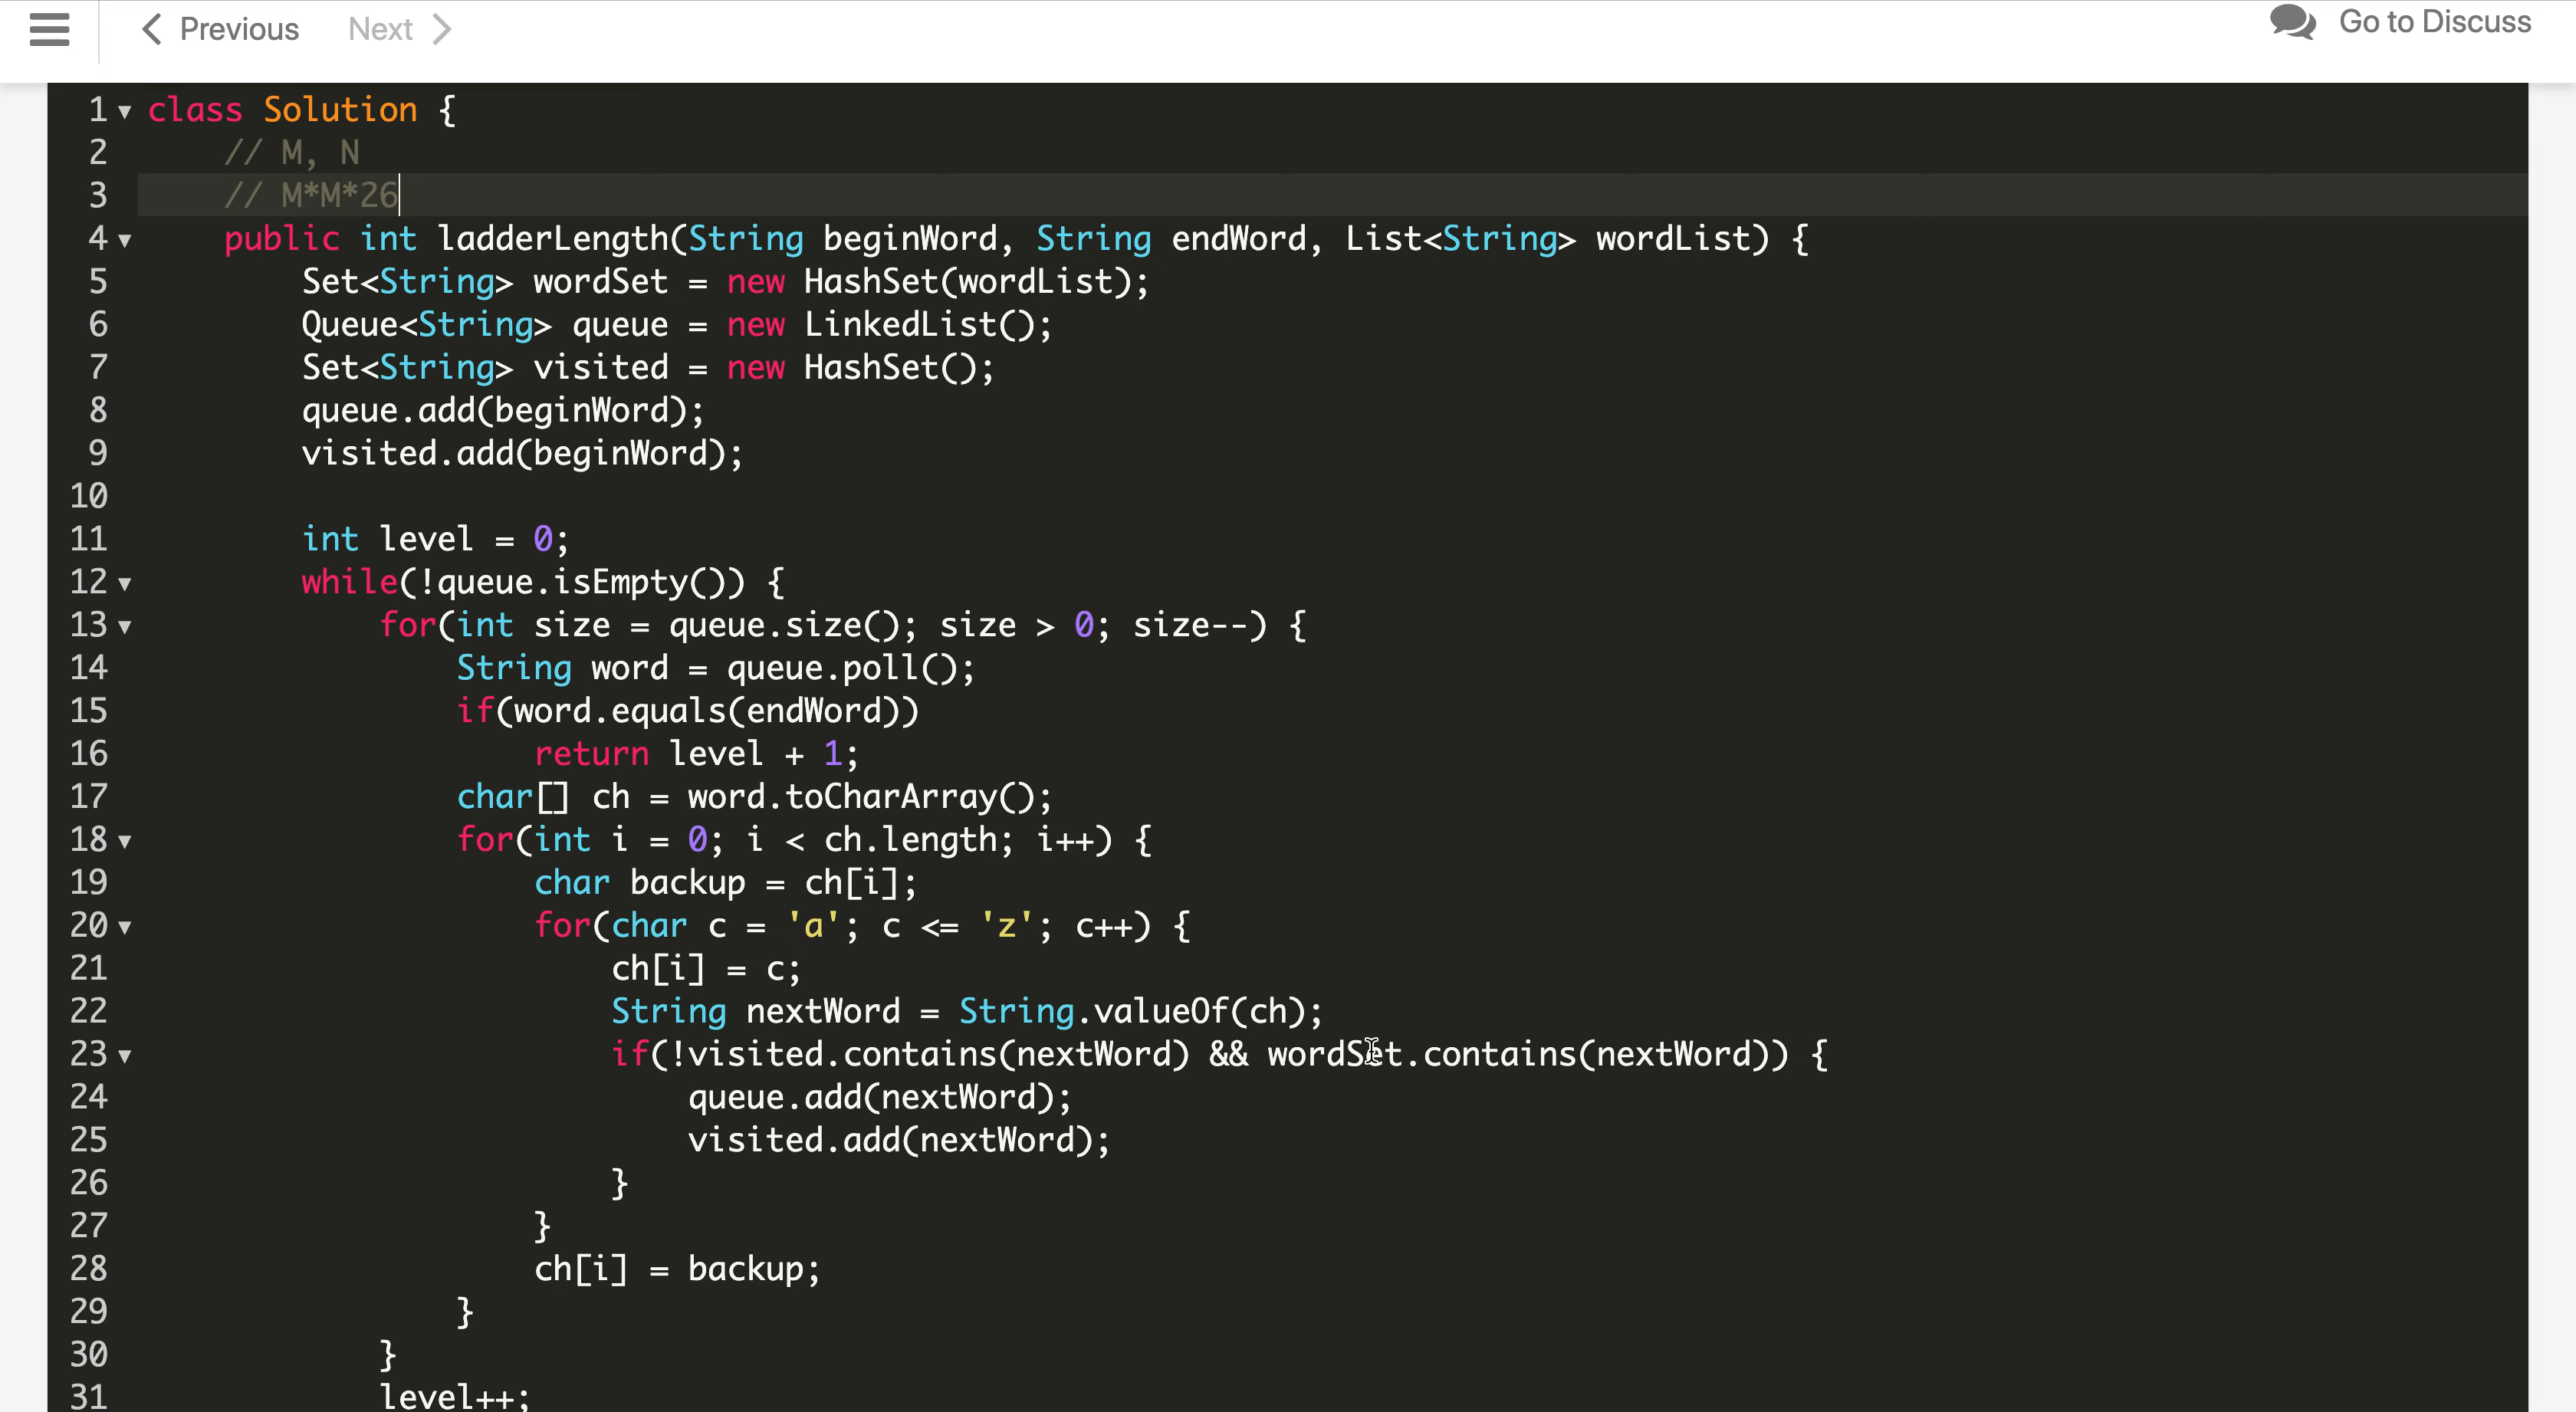 Previous Next Go to Discuss
1 class Solution {
2 // M, N
3 // M*M*26
4 public int ladderLength(String beginWord, String endWord, List<String> wordList) {
5 Set<String> wordSet = new HashSet(wordList);
6 Queue<String> queue = new LinkedList();
7 Set<String> visited = new HashSet();
8 queue.add(beginWord);
9 visited.add(beginWord);
10
11 int level = 0;
12 while(!queue.isEmpty()) {
13 for(int size = queue.size(); size > 0; size--) {
14 String word = queue.poll();
15 if(word.equals(endWord))
16 return level + 1;
17 char[] ch = word.toCharArray();
18 for(int i = 0; i < ch.length; i++) {
19 char backup = ch[i];
20 for(char c = 'a'; c <= 'z'; c++) {
21 ch[i] = c;
22 String nextWord = String.valueOf(ch);
23 if(!visited.contains(nextWord) && wordSet.contains(nextWord)) {
24 queue.add(nextWord);
25 visited.add(nextWord);
26 }
27 }
28 ch[i] = backup;
29 }
30 }
31 level++;